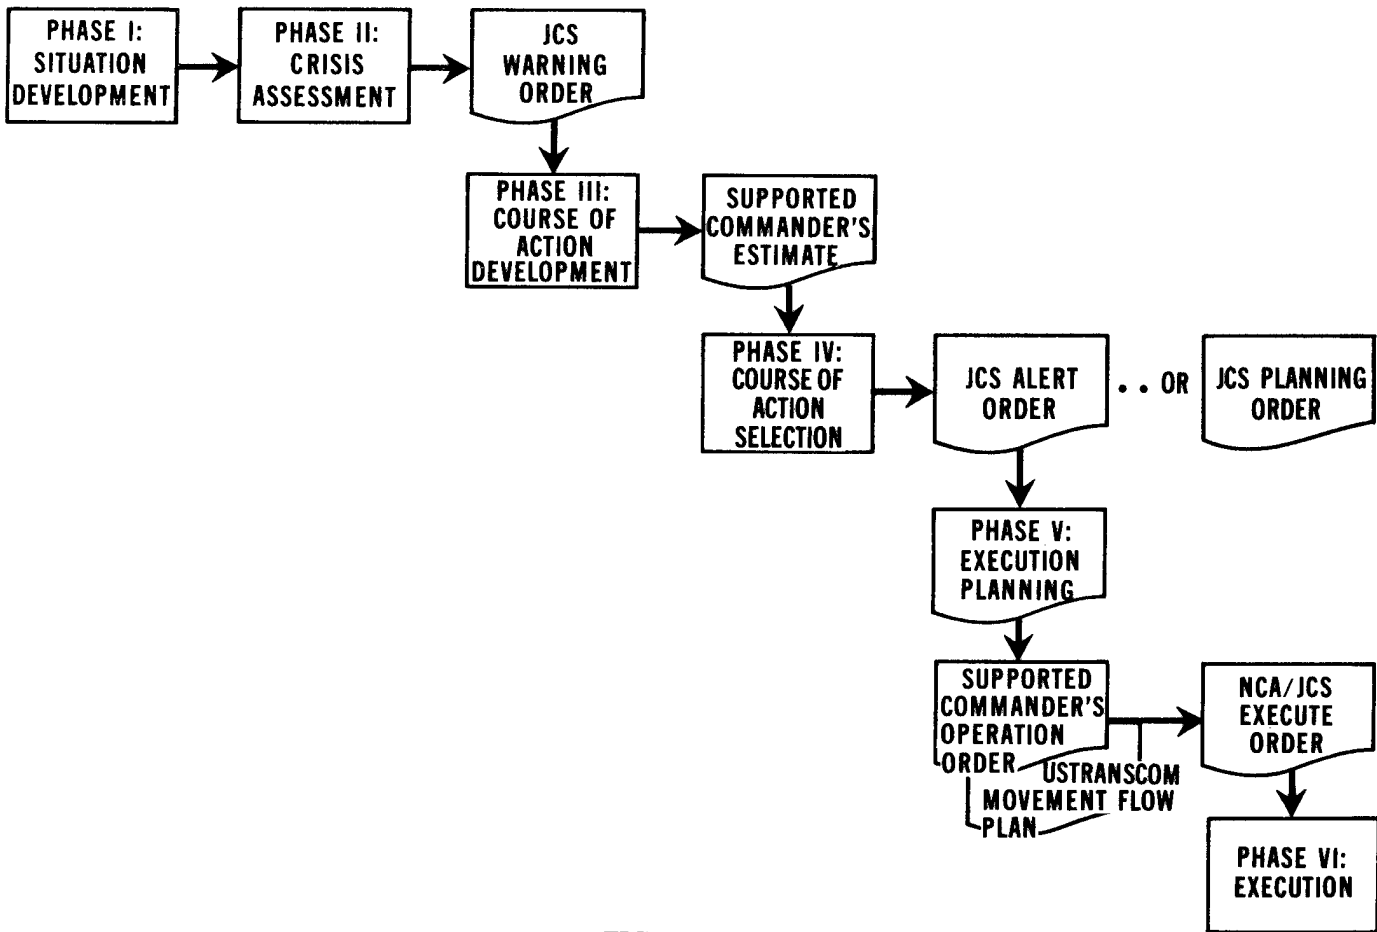 PHASE I:
SITUATION
DEVELOPMENT
PHASE II:
CRISIS
ASSESSMENT
JCS
WARNING
ORDER
PHASE III:
COURSE OF
ACTION
DEVELOPMENT
SUPPORTED
COMMANDER'S
ESTIMATE
PHASE IV:
COURSE OF
ACTION
SELECTION
JCS ALERT
ORDER
• • OR
JCS PLANNING
ORDER
PHASE V:
EXECUTION
PLANNING
SUPPORTED
COMMANDER'S
OPERATION
ORDER
USTRANSCOM
MOVEMENT FLOW
PLAN
NCA/JCS
EXECUTE
ORDER
PHASE VI:
EXECUTION